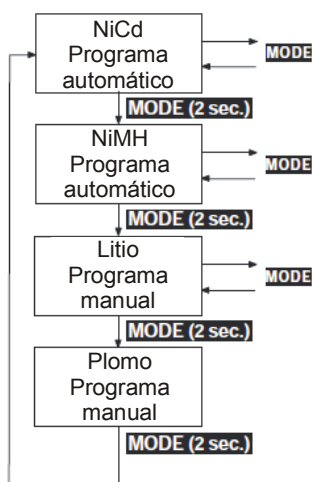 NiCd
Programa
automático
MODE
MODE (2 sec.)
NiMH
Programa
automático
MODE
MODE (2 sec.)
Litio
Programa
manual
MODE
MODE (2 sec.)
Plomo
Programa
manual
MODE (2 sec.)